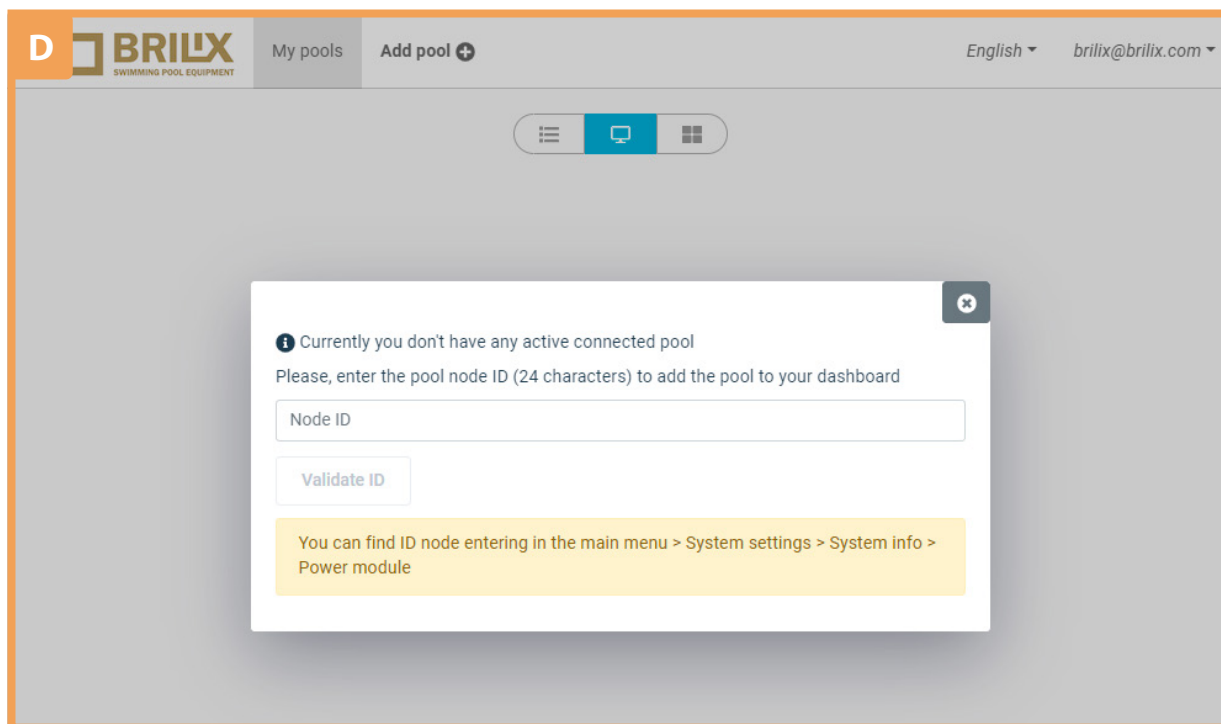 D
BRILIX
SWIMMING POOL EQUIPMENT
My pools
Add pool
English
brilix@brilix.com
Currently you don't have any active connected pool
Please, enter the pool node ID (24 characters) to add the pool to your dashboard
Node ID
Validate ID
You can find ID node entering in the main menu > System settings > System info >
Power module